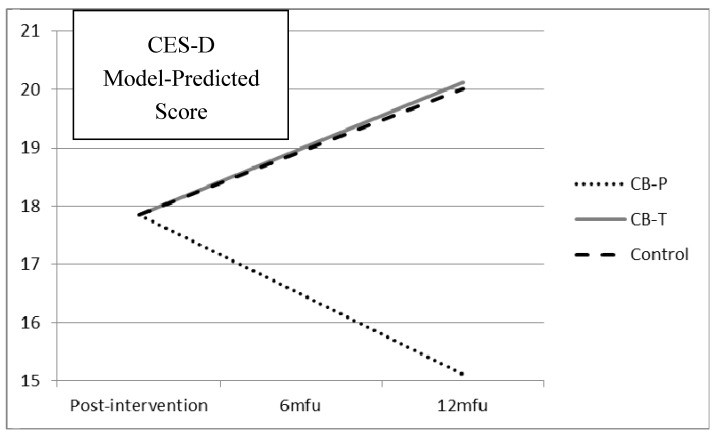 21
CES-D
Model-Predicted
Score
20
19
18
17
16
15
Post-intervention 6mfu 12mfu
CB-P
CB-T
Control